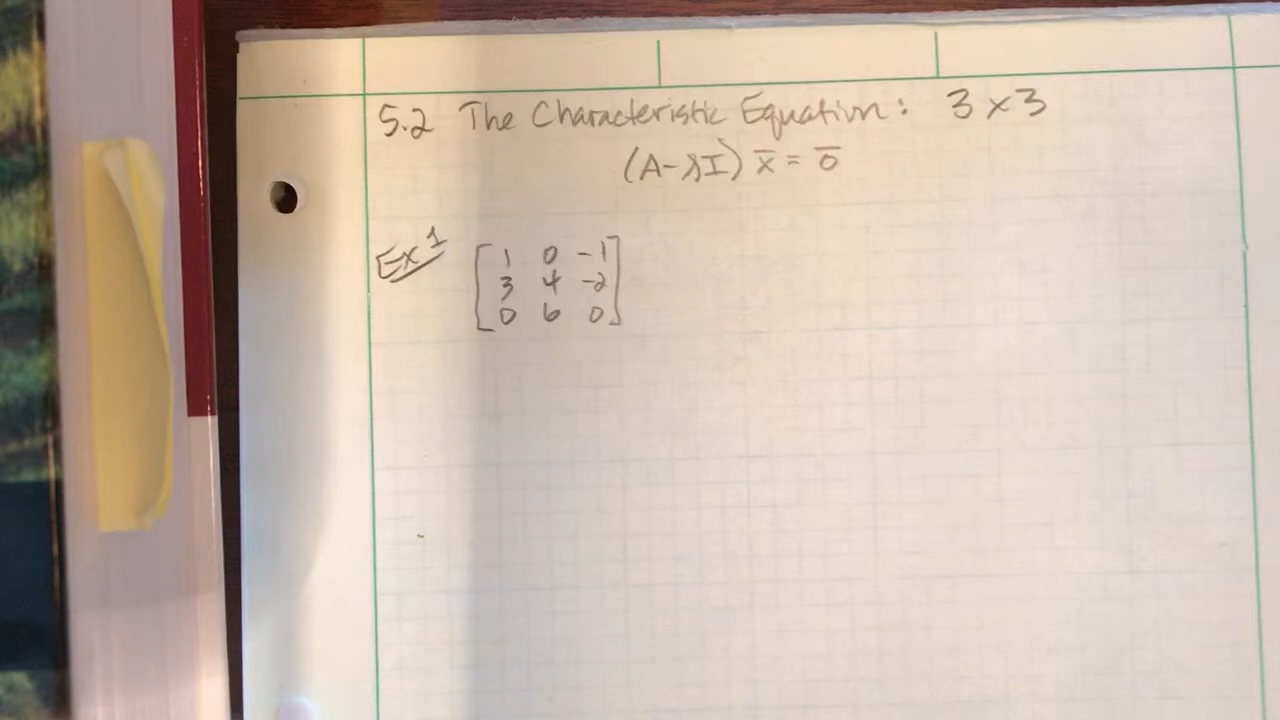 5.2 The Characteristic Equation: 3 x 3
(A-λI) x̄ = 0̄
Ex 1
[1 0 -1
3 4 -2
0 6 0]